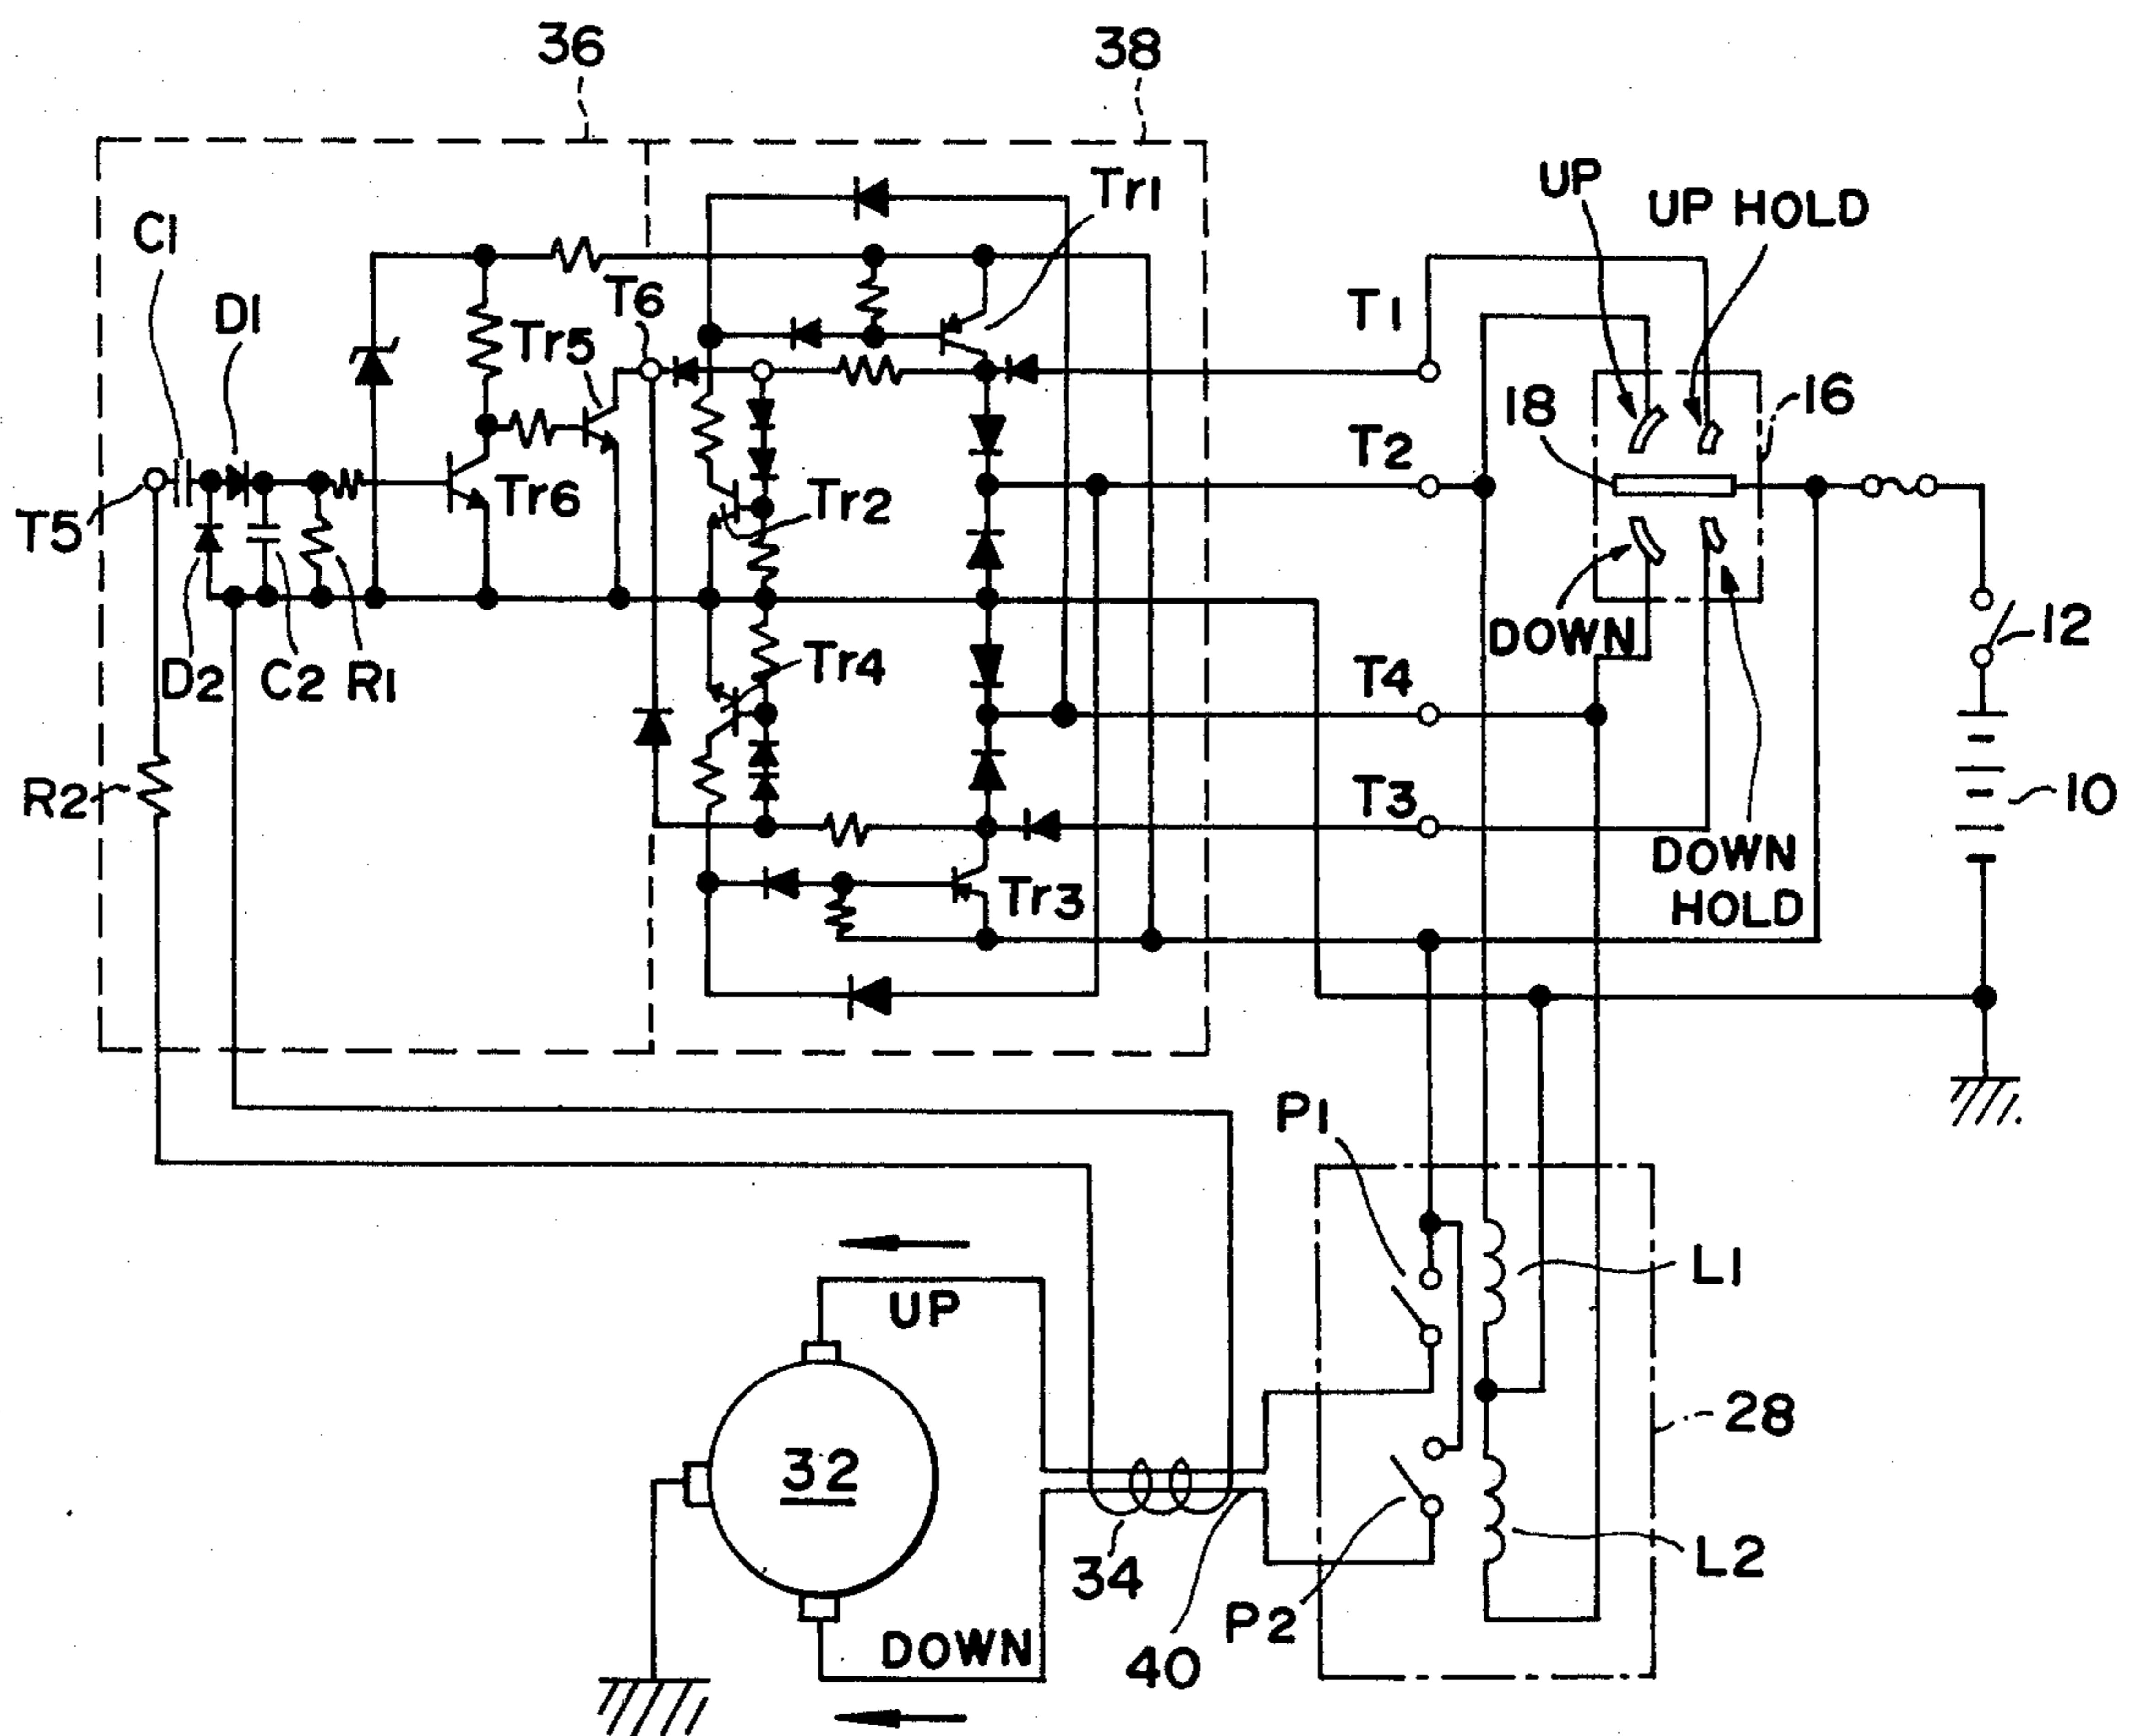 36
38
C1
D1
T6
Tr5
Tr1
UP
UP HOLD
T1
18
16
T2
T5
Tr6
Tr2
D2
C2
R1
Tr4
DOWN
12
T4
R2
T3
10
DOWN
HOLD
Tr3
P1
UP
L1
32
28
34
40
P2
L2
DOWN